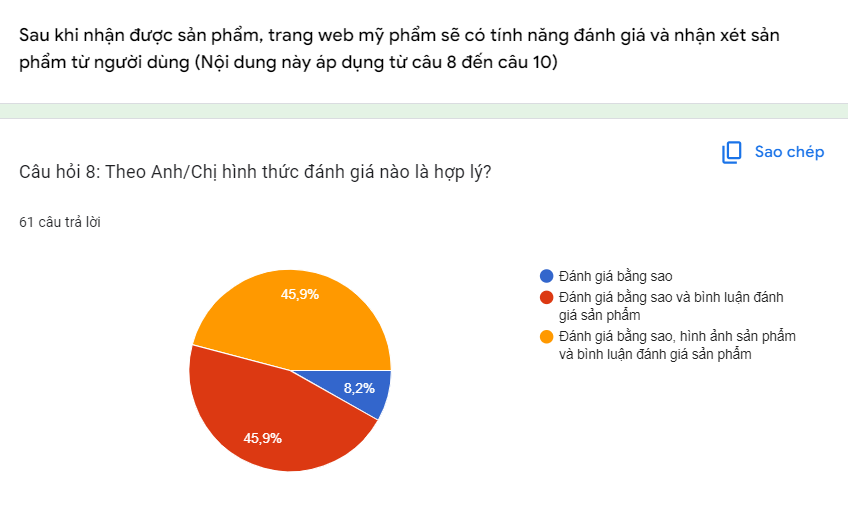 Sau khi nhận được sản phẩm, trang web mỹ phẩm sẽ có tính năng đánh giá và nhận xét sản
phẩm từ người dùng (Nội dung này áp dụng từ câu 8 đến câu 10)
Sao chép
Câu hỏi 8: Theo Anh/Chị hình thức đánh giá nào là hợp lý?
61 câu trả lời
45,9%
8,2%
45,9%
Đánh giá bằng sao
Đánh giá bằng sao và bình luận đánh
giá sản phẩm
Đánh giá bằng sao, hình ảnh sản phẩm
và bình luận đánh giá sản phẩm